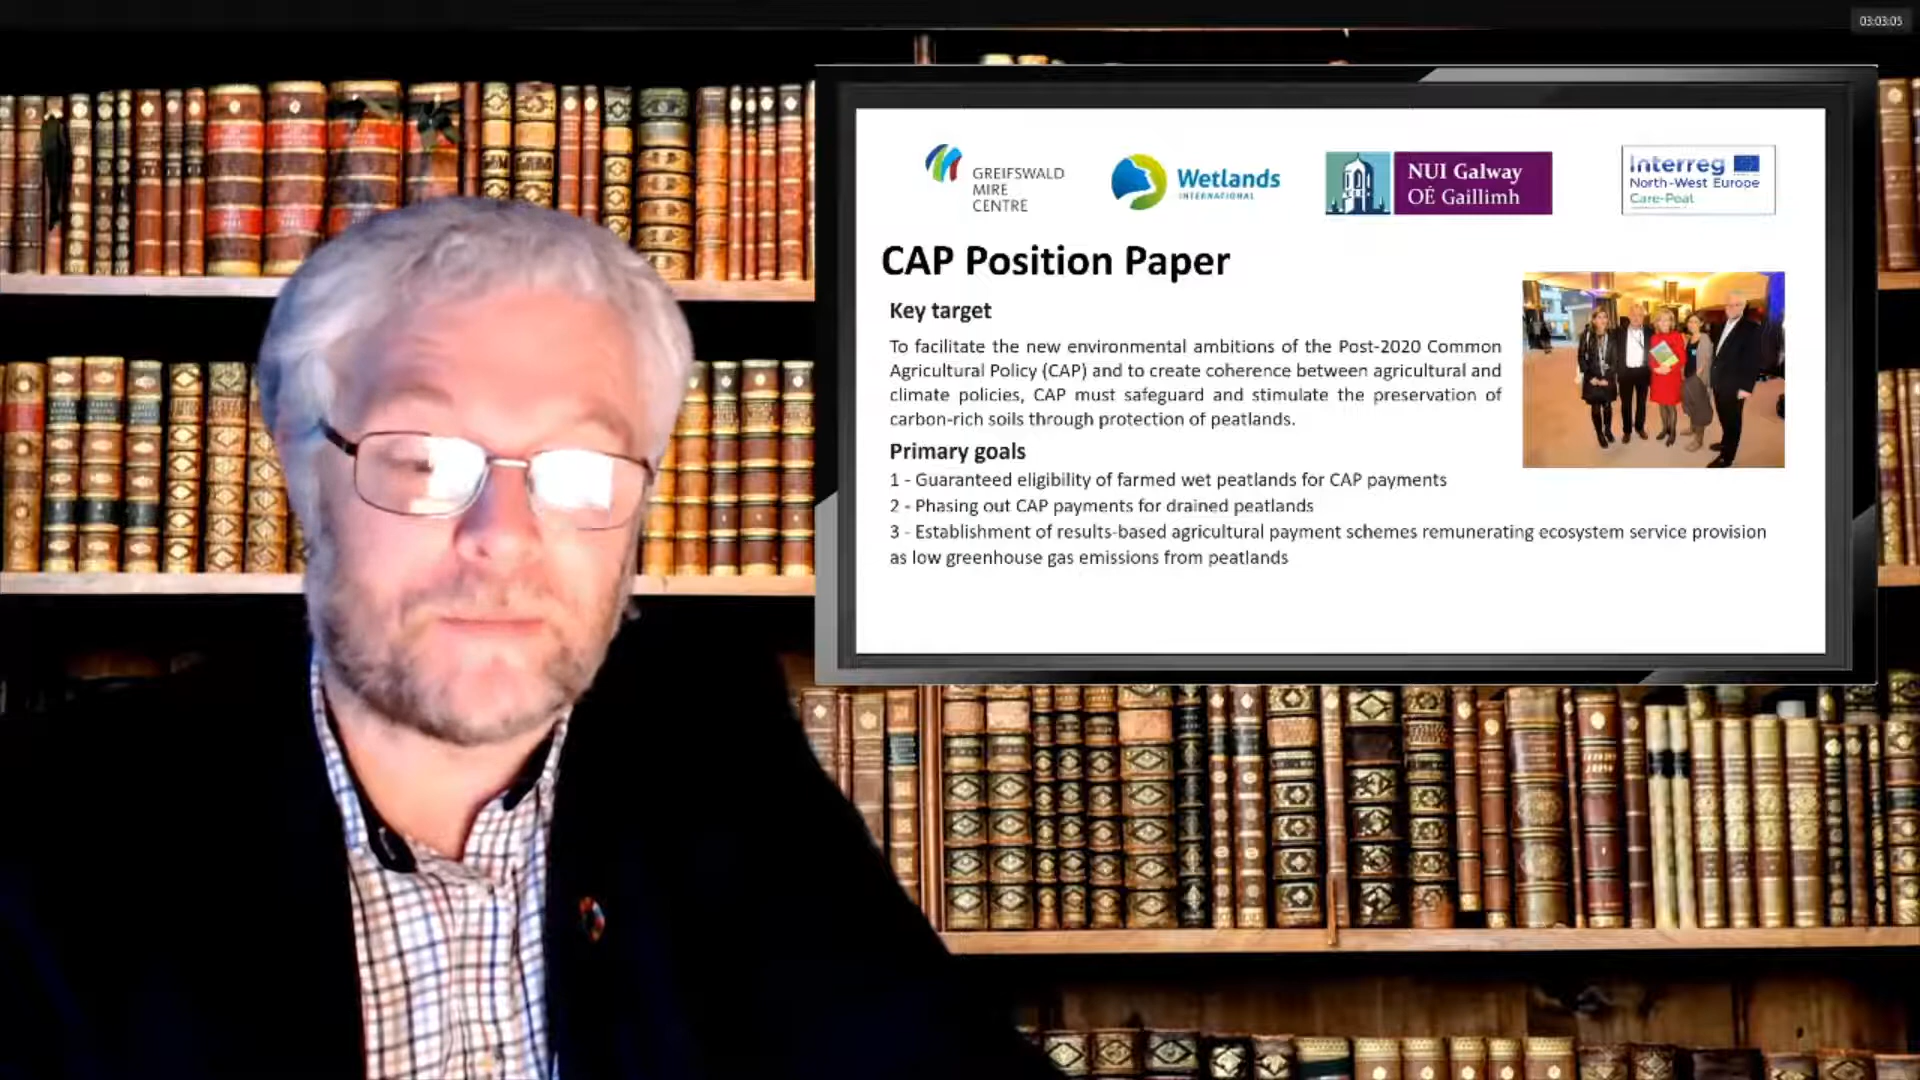 03:03:05
GREIFSWALD
MIRE
CENTRE
Wetlands
INTERNATIONAL
NUI Galway
OÉ Gaillimh
Interreg
North-West Europe
Care-Peat
CAP Position Paper
Key target
To facilitate the new environmental ambitions of the Post-2020 Common
Agricultural Policy (CAP) and to create coherence between agricultural and
climate policies, CAP must safeguard and stimulate the preservation of
carbon-rich soils through protection of peatlands.
Primary goals
1 - Guaranteed eligibility of farmed wet peatlands for CAP payments
2 - Phasing out CAP payments for drained peatlands
3 - Establishment of results-based agricultural payment schemes remunerating ecosystem service provision
as low greenhouse gas emissions from peatlands